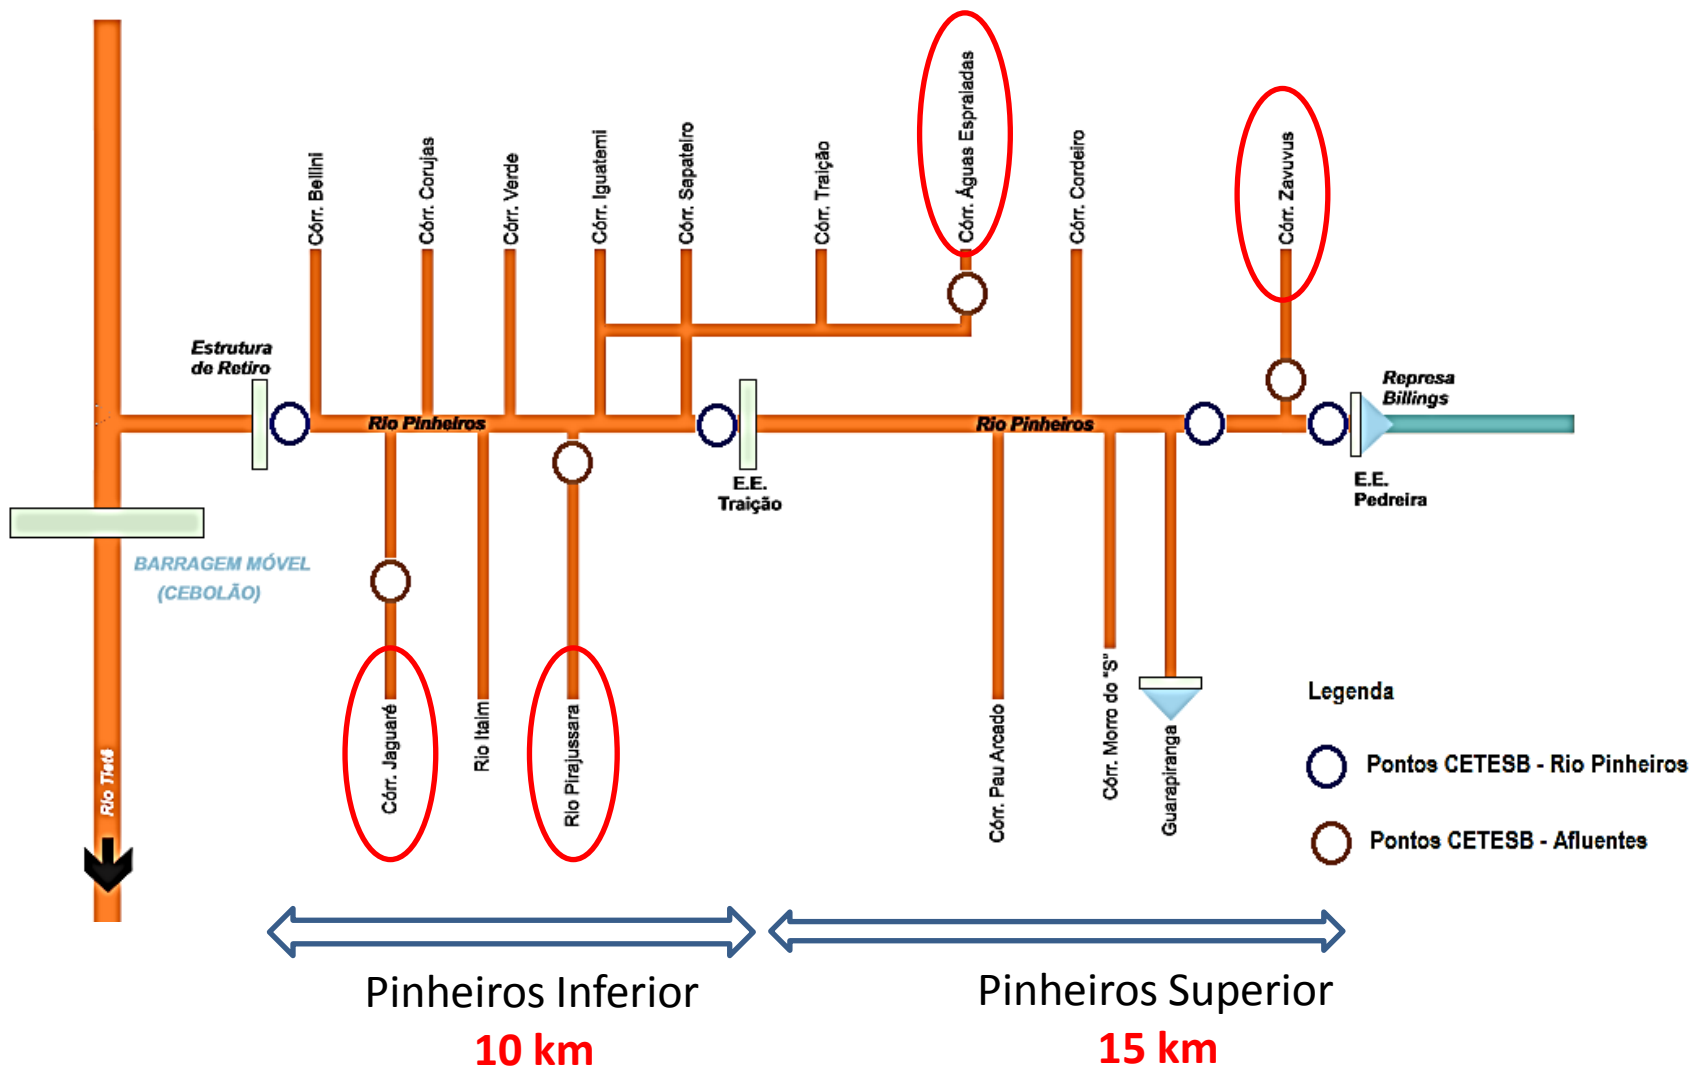 Córr. Bellini
Córr. Corujas
Córr. Verde
Córr. Iguatemi
Córr. Sapateiro
Córr. Traição
Córr. Águas Espraiadas
Córr. Cordeiro
Córr. Zavuvus
Estrutura
de Retiro
Rio Pinheiros
Rio Pinheiros
Represa
Billings
E.E.
Traição
E.E.
Pedreira
BARRAGEM MÓVEL
(CEBOLÃO)
Rio Tietê
Córr. Jaguaré
Rio Itaim
Rio Pirajussara
Córr. Pau Arcado
Córr. Morro do "S"
Guarapiranga
Legenda
Pontos CETESB - Rio Pinheiros
Pontos CETESB - Afluentes
Pinheiros Inferior
10 km
Pinheiros Superior
15 km